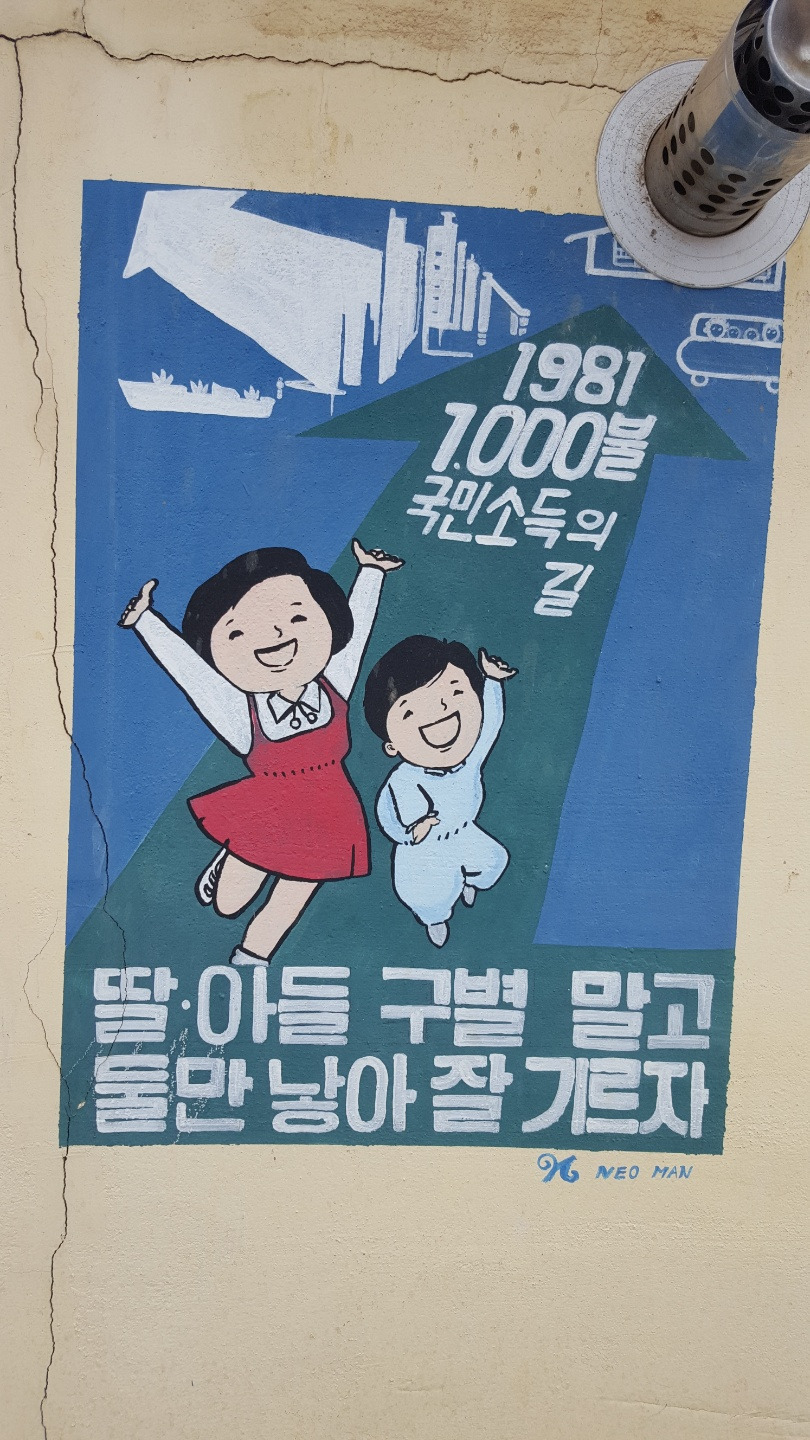 1981
1.000불
국민소득의
길
딸·아들 구별 말고
둘만 낳아 잘 기르자
NEO MAN